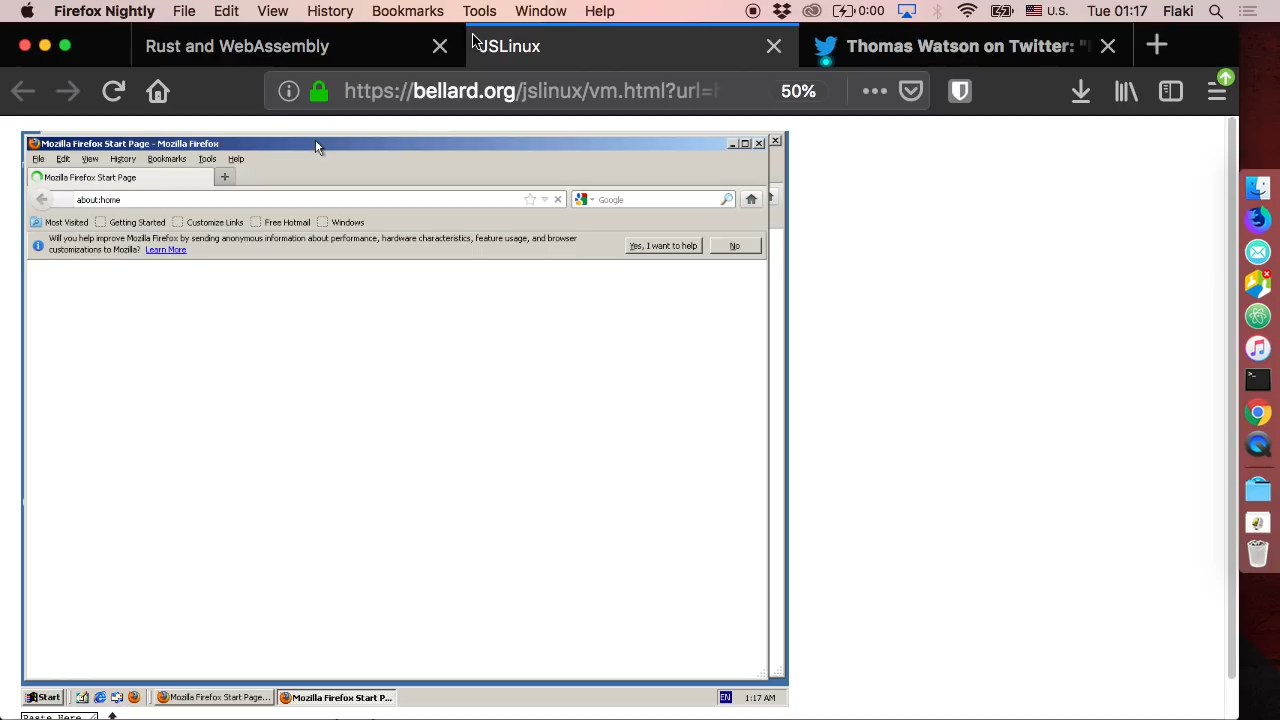 Firefox Nightly File Edit View History Bookmarks Tools Window Help 0:00 U.S. Tue 01:17 Flaki
Rust and WebAssembly JSLinux Thomas Watson on Twitter: "
https://bellard.org/jslinux/vm.html?url= 50%
Mozilla Firefox Start Page - Mozilla Firefox
File Edit View History Bookmarks Tools Help
Mozilla Firefox Start Page
about:home Google
Most Visited Getting Started Customize Links Free Hotmail Windows
Will you help improve Mozilla Firefox by sending anonymous information about performance, hardware characteristics, feature usage, and browser
customizations to Mozilla? Learn More Yes, I want to help No
Start Mozilla Firefox Start Page... Mozilla Firefox Start P... EN 1:17 AM
Paste Here